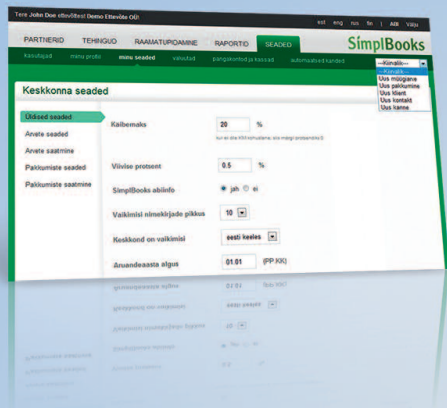 Tere John Doe ettevõttest Demo Ettevõte OÜ!
est eng rus fin | AIB Välju
PARTNERID TEHINGUD RAAMATUPIDAMINE RAPORTID SEADED
SimplBooks
kasutajad minu profiil minu seaded valuutad pangakontod ja kassad automaatsed kanded
---Kiirvalik---
---Kiirvalik---
Uus müügiarve
Uus pakkumine
Uus klient
Uus kontakt
Uus kanne
Keskkonna seaded
Üldised seaded
Arvete seaded
Arvete saatmine
Pakkumiste seaded
Pakkumiste saatmine
Käibemaks 20 %
Viivise protsent 0.5 %
SimplBooks abiinfo jah ei
Vaikimisi nimekirjade pikkus 10
Keskkond on vaikimisi eesti keeles
Aruandeaasta algus 01.01 (PP.KK)